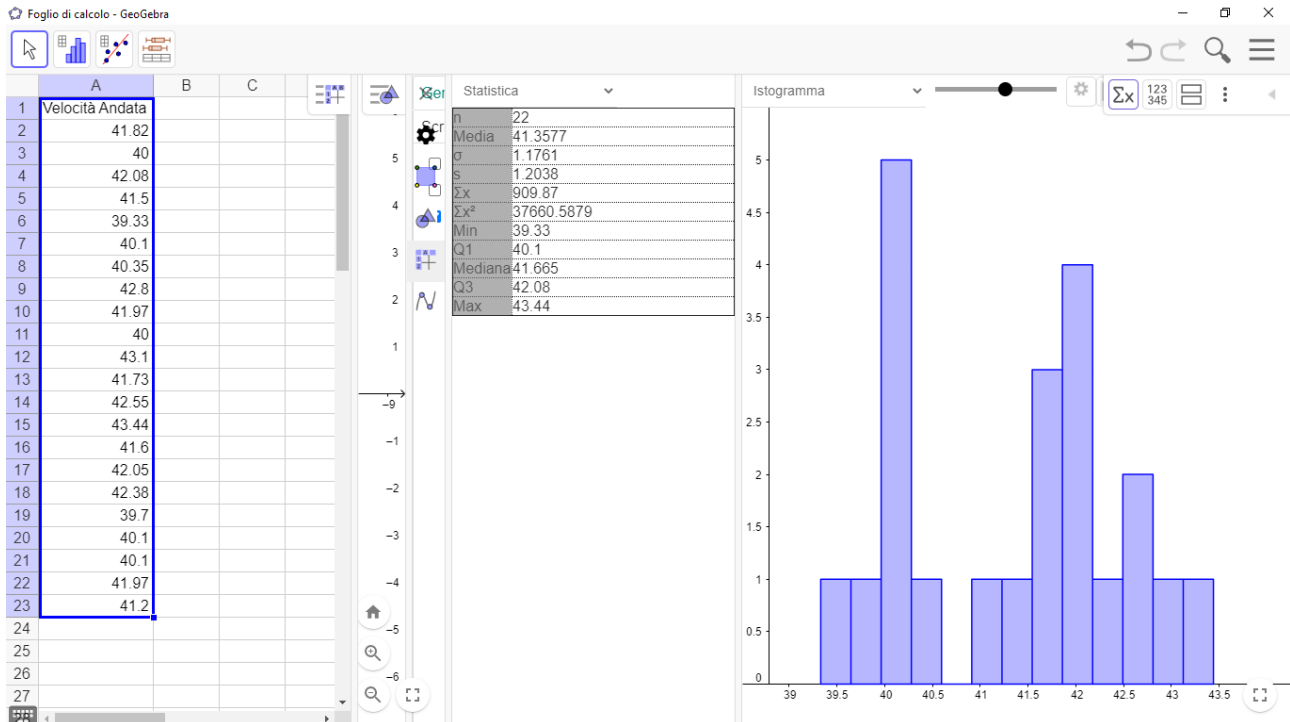 Foglio di calcolo - GeoGebra
A B C
1 Velocità Andata
2 41.82
3 40
4 42.08
5 41.5
6 39.33
7 40.1
8 40.35
9 42.8
10 41.97
11 40
12 43.1
13 41.73
14 42.55
15 43.44
16 41.6
17 42.05
18 42.38
19 39.7
20 40.1
21 40.1
22 41.97
23 41.2
24
25
26
27
5
4
3
2
1
-9
–1
–2
–3
–4
–5
–6
Statistica
n 22
Media 41.3577
σ 1.1761
s 1.2038
Σx 909.87
Σx² 37660.5879
Min 39.33
Q1 40.1
Mediana 41.665
Q3 42.08
Max 43.44
Istogramma
Σx 123 345
5
4.5
4
3.5
3
2.5
2
1.5
1
0.5
0
39 39.5 40 40.5 41 41.5 42 42.5 43 43.5